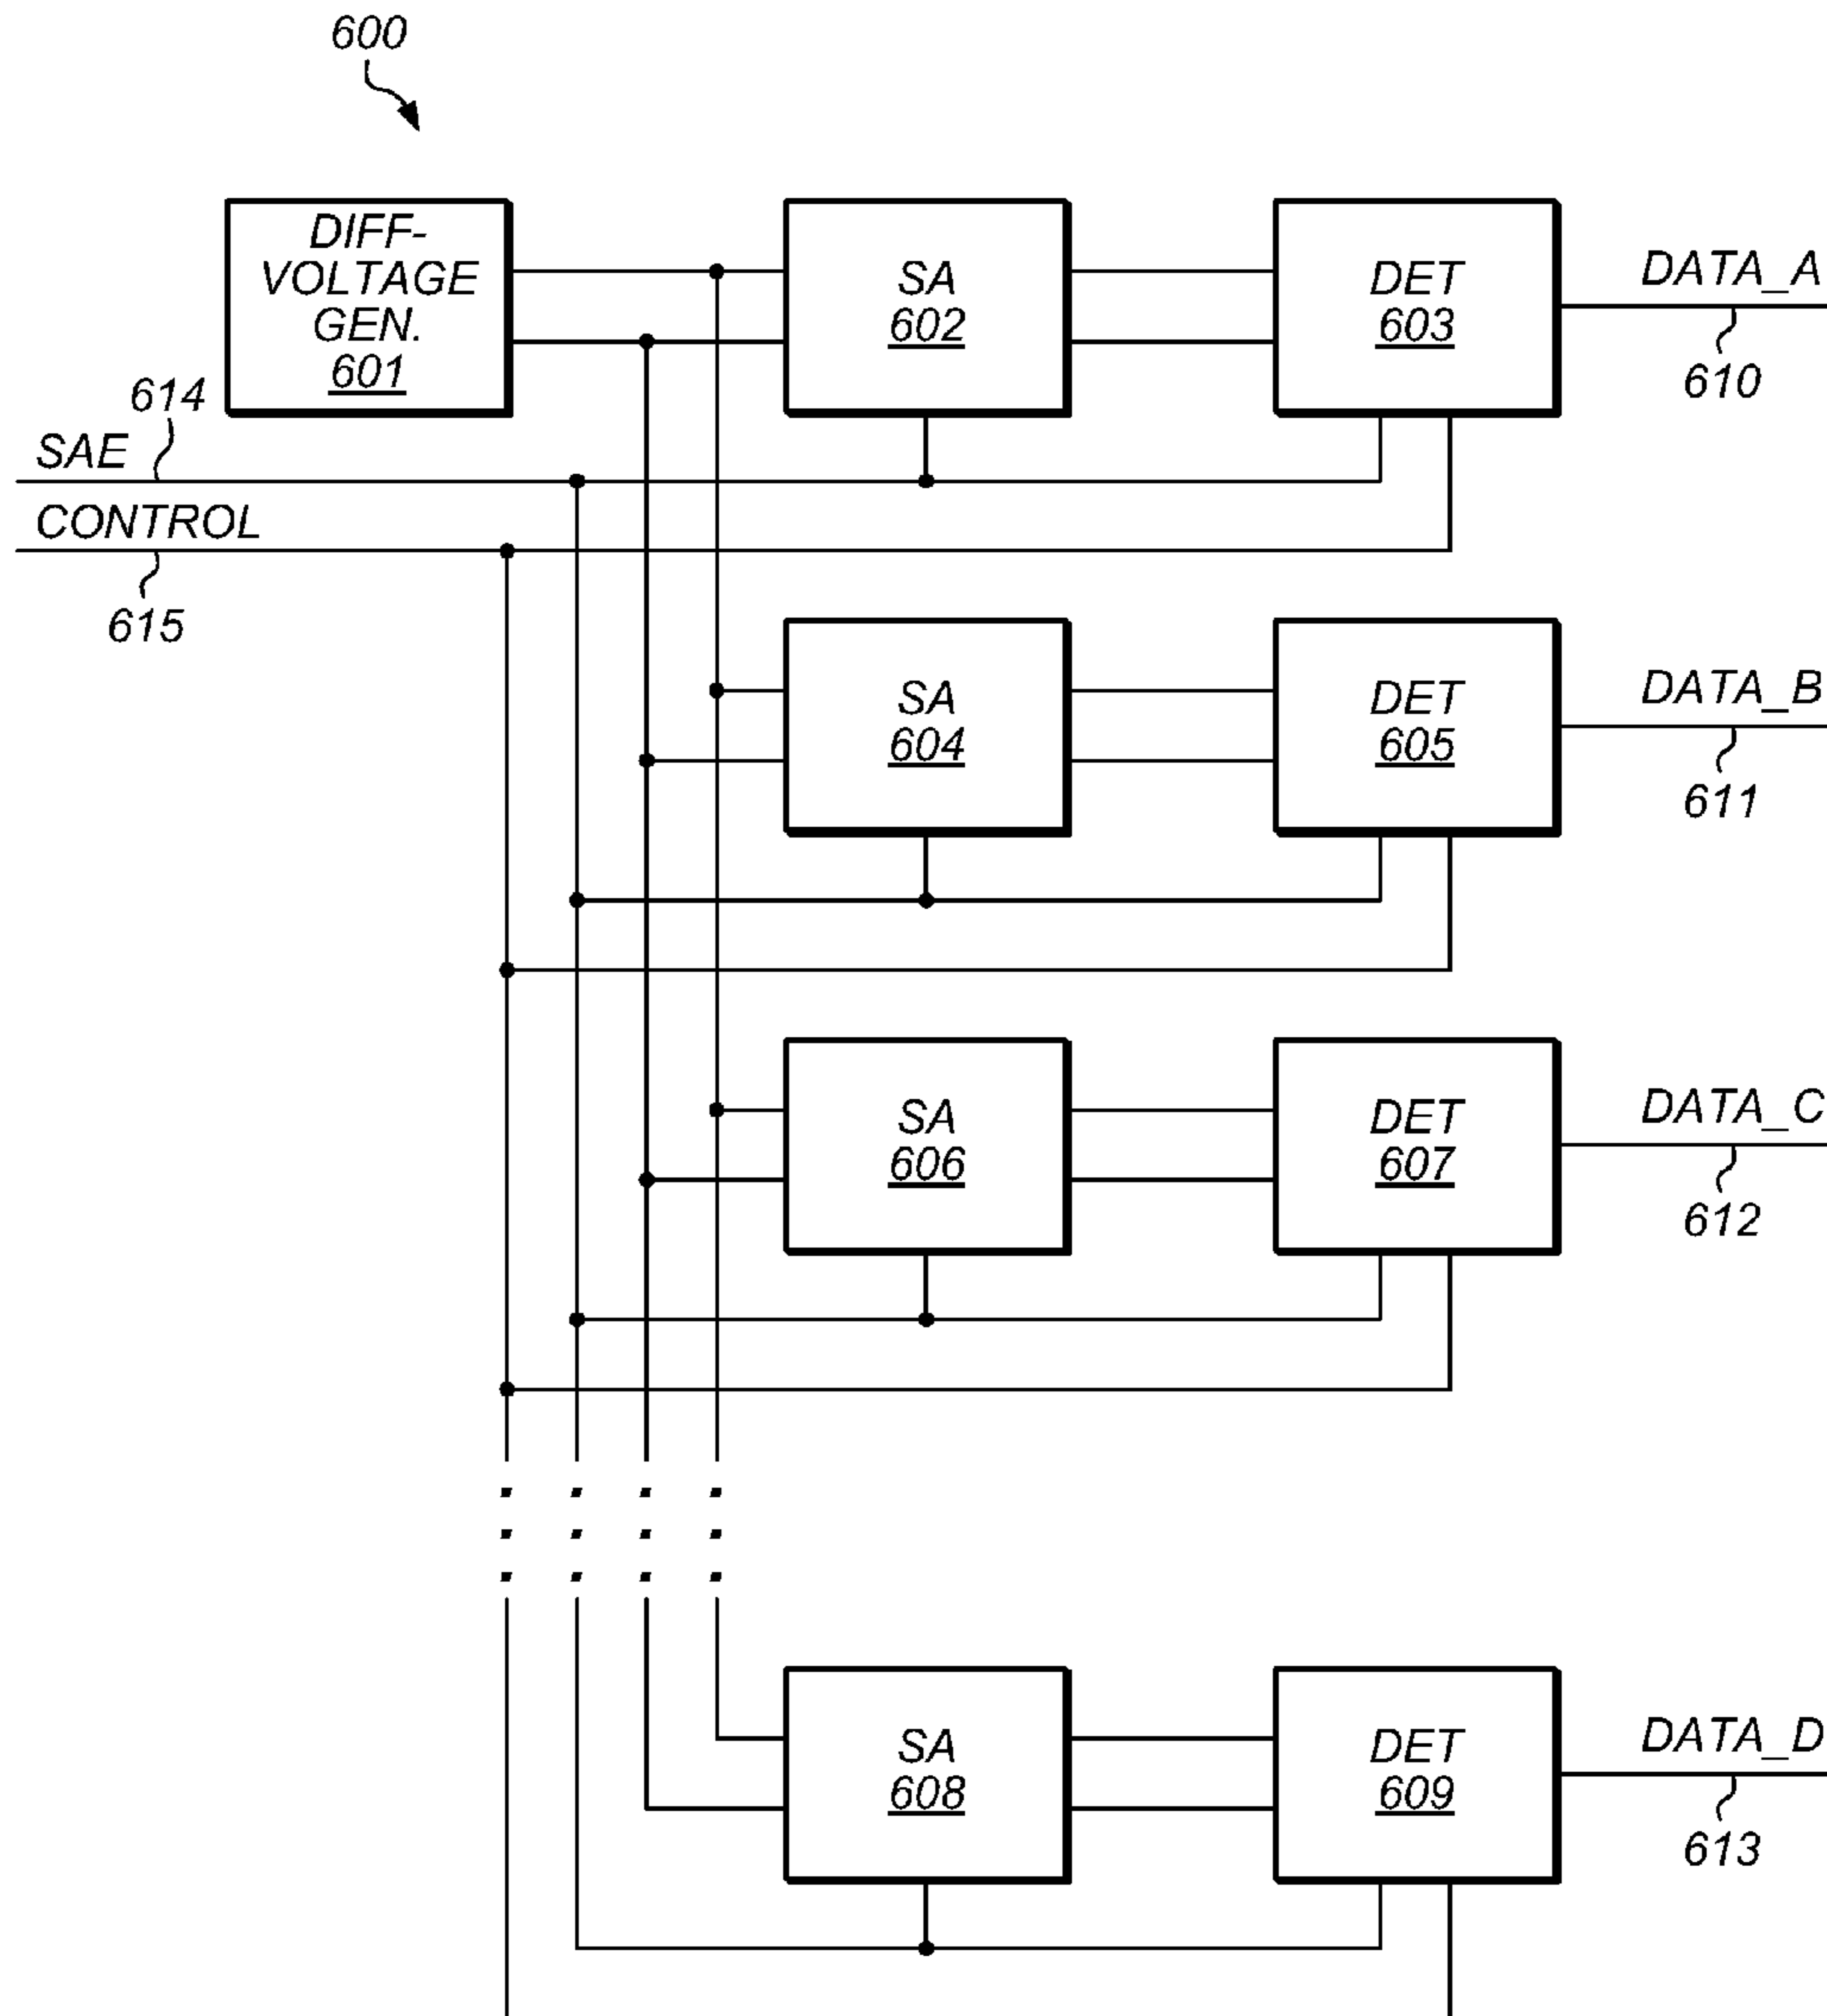 600
DIFF-
VOLTAGE
GEN.
601
SA
602
DET
603
DATA_A
610
614
SAE
CONTROL
615
SA
604
DET
605
DATA_B
611
SA
606
DET
607
DATA_C
612
SA
608
DET
609
DATA_D
613